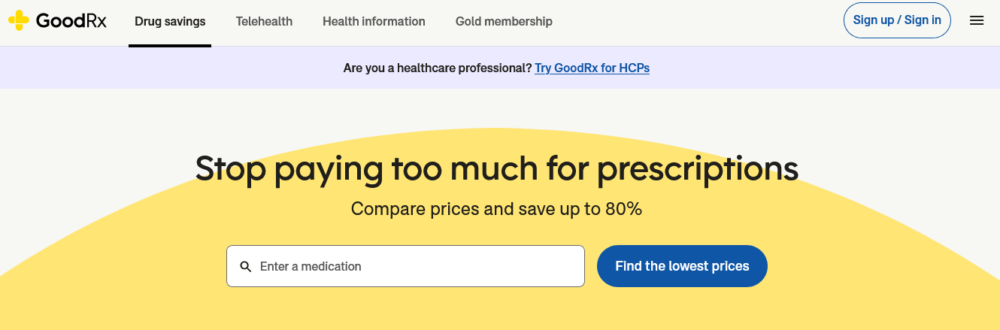 GoodRx
Drug savings
Telehealth
Health information
Gold membership
Sign up / Sign in
Are you a healthcare professional? Try GoodRx for HCPs
Stop paying too much for prescriptions
Compare prices and save up to 80%
Enter a medication
Find the lowest prices